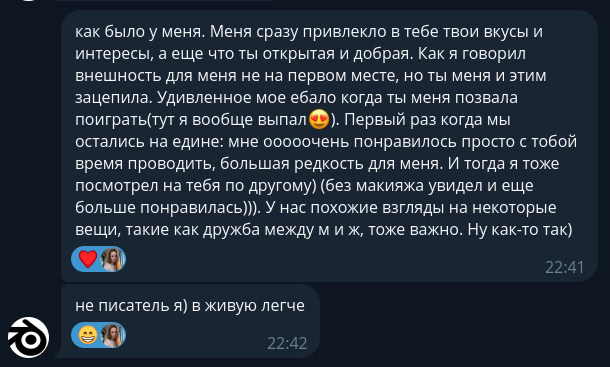 как было у меня. Меня сразу привлекло в тебе твои вкусы и
интересы, а еще что ты открытая и добрая. Как я говорил
внешность для меня не на первом месте, но ты меня и этим
зацепила. Удивленное мое ебало когда ты меня позвала
поиграть(тут я вообще выпал😍). Первый раз когда мы
остались на едине: мне ооооочень понравилось просто с тобой
время проводить, большая редкость для меня. И тогда я тоже
посмотрел на тебя по другому) (без макияжа увидел и еще
больше понравилась))). У нас похожие взгляды на некоторые
вещи, такие как дружба между м и ж, тоже важно. Ну как-то так)
22:41
не писатель я) в живую легче
22:42